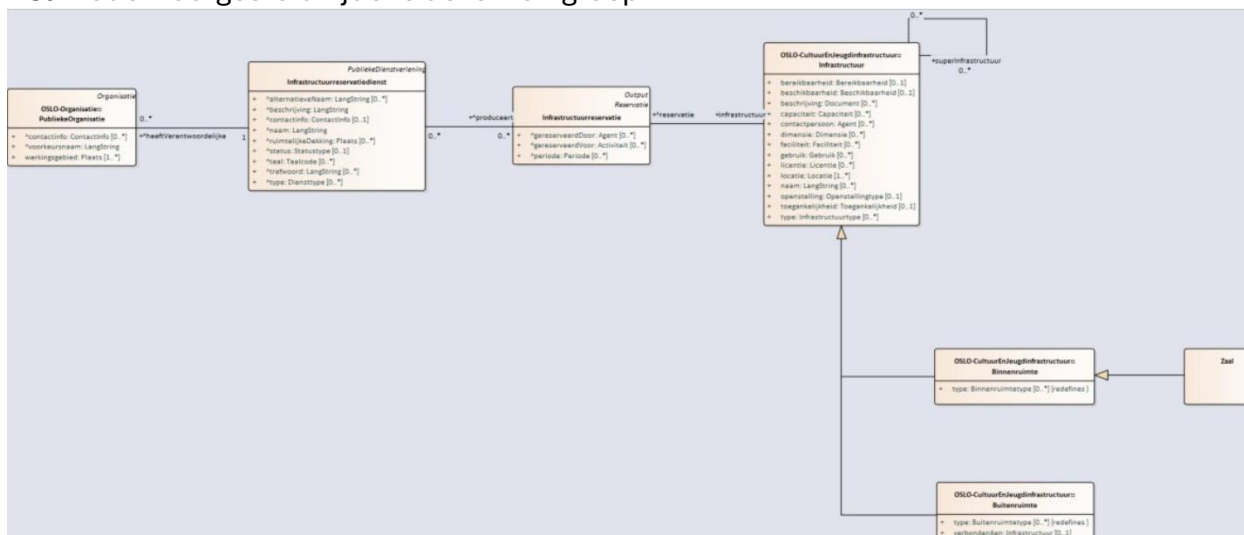 Organisatie
OSLO-Organisatie::
PubliekeOrganisatie
+ ^contactinfo: ContactInfo [0..*]
+ ^voorkeursnaam: LangString
werkingsgebied: Plaats [1..*]
0..*
+^heeftVerantwoordelijke
1
PubliekeDienstverlening
Infrastructuurreservatiedienst
+ ^alternatieveNaam: LangString [0..*]
+ ^beschrijving: LangString
+ ^contactinfo: ContactInfo [0..1]
+ ^naam: LangString
+ ^ruimtelijkeDekking: Plaats [0..*]
+ ^status: Statustype [0..1]
+ ^taal: Taalcode [0..*]
+ ^trefwoord: LangString [0..*]
+ ^type: Diensttype [0..*]
0..*
+^produceert
0..*
Output
Reservatie
Infrastructuurreservatie
+ ^gereserveerdDoor: Agent [0..*]
+ ^gereserveerdVoor: Activiteit [0..*]
+ ^periode: Periode [0..*]
+^reservatie
+infrastructuur
OSLO-CultuurEnJeugdinfrastructuur::
Infrastructuur
+ bereikbaarheid: Bereikbaarheid [0..1]
+ beschikbaarheid: Beschikbaarheid [0..1]
+ beschrijving: Document [0..*]
+ capaciteit: Capaciteit [0..*]
+ contactpersoon: Agent [0..*]
+ dimensie: Dimensie [0..*]
+ faciliteit: Faciliteit [0..*]
+ gebruik: Gebruik [0..*]
+ licentie: Licentie [0..*]
+ locatie: Locatie [1..*]
+ naam: LangString [0..*]
+ openstelling: Openstellingtype [0..1]
+ toegankelijkheid: Toegankelijkheid [0..1]
+ type: Infrastructuurtype [0..*]
0..*
+superInfrastructuur
0..*
OSLO-CultuurEnJeugdinfrastructuur::
Binnenruimte
+ type: Binnenruimtetype [0..*] {redefines }
Zaal
OSLO-CultuurEnJeugdinfrastructuur::
Buitenruimte
+ type: Buitenruimtetype [0..*] {redefines }
+ verbondenAan: Infrastructuur [0..1]